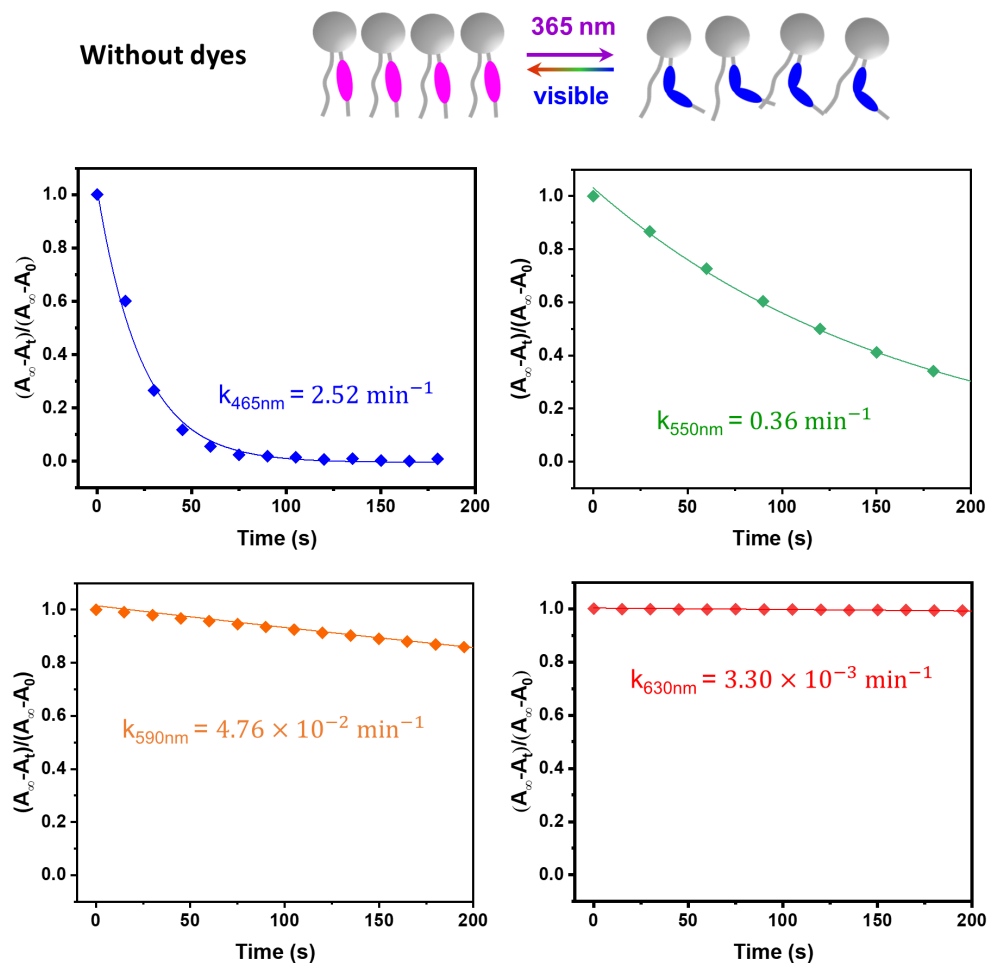 Without dyes
365 nm
visible
(A∞-At)/(A∞-A0)
1.0
0.8
0.6
0.4
0.2
0.0
k465nm = 2.52 min−1
0 50 100 150 200
Time (s)
(A∞-At)/(A∞-A0)
1.0
0.8
0.6
0.4
0.2
0.0
k550nm = 0.36 min−1
0 50 100 150 200
Time (s)
(A∞-At)/(A∞-A0)
1.0
0.8
0.6
0.4
0.2
0.0
k590nm = 4.76 × 10−2 min−1
0 50 100 150 200
Time (s)
(A∞-At)/(A∞-A0)
1.0
0.8
0.6
0.4
0.2
0.0
k630nm = 3.30 × 10−3 min−1
0 50 100 150 200
Time (s)